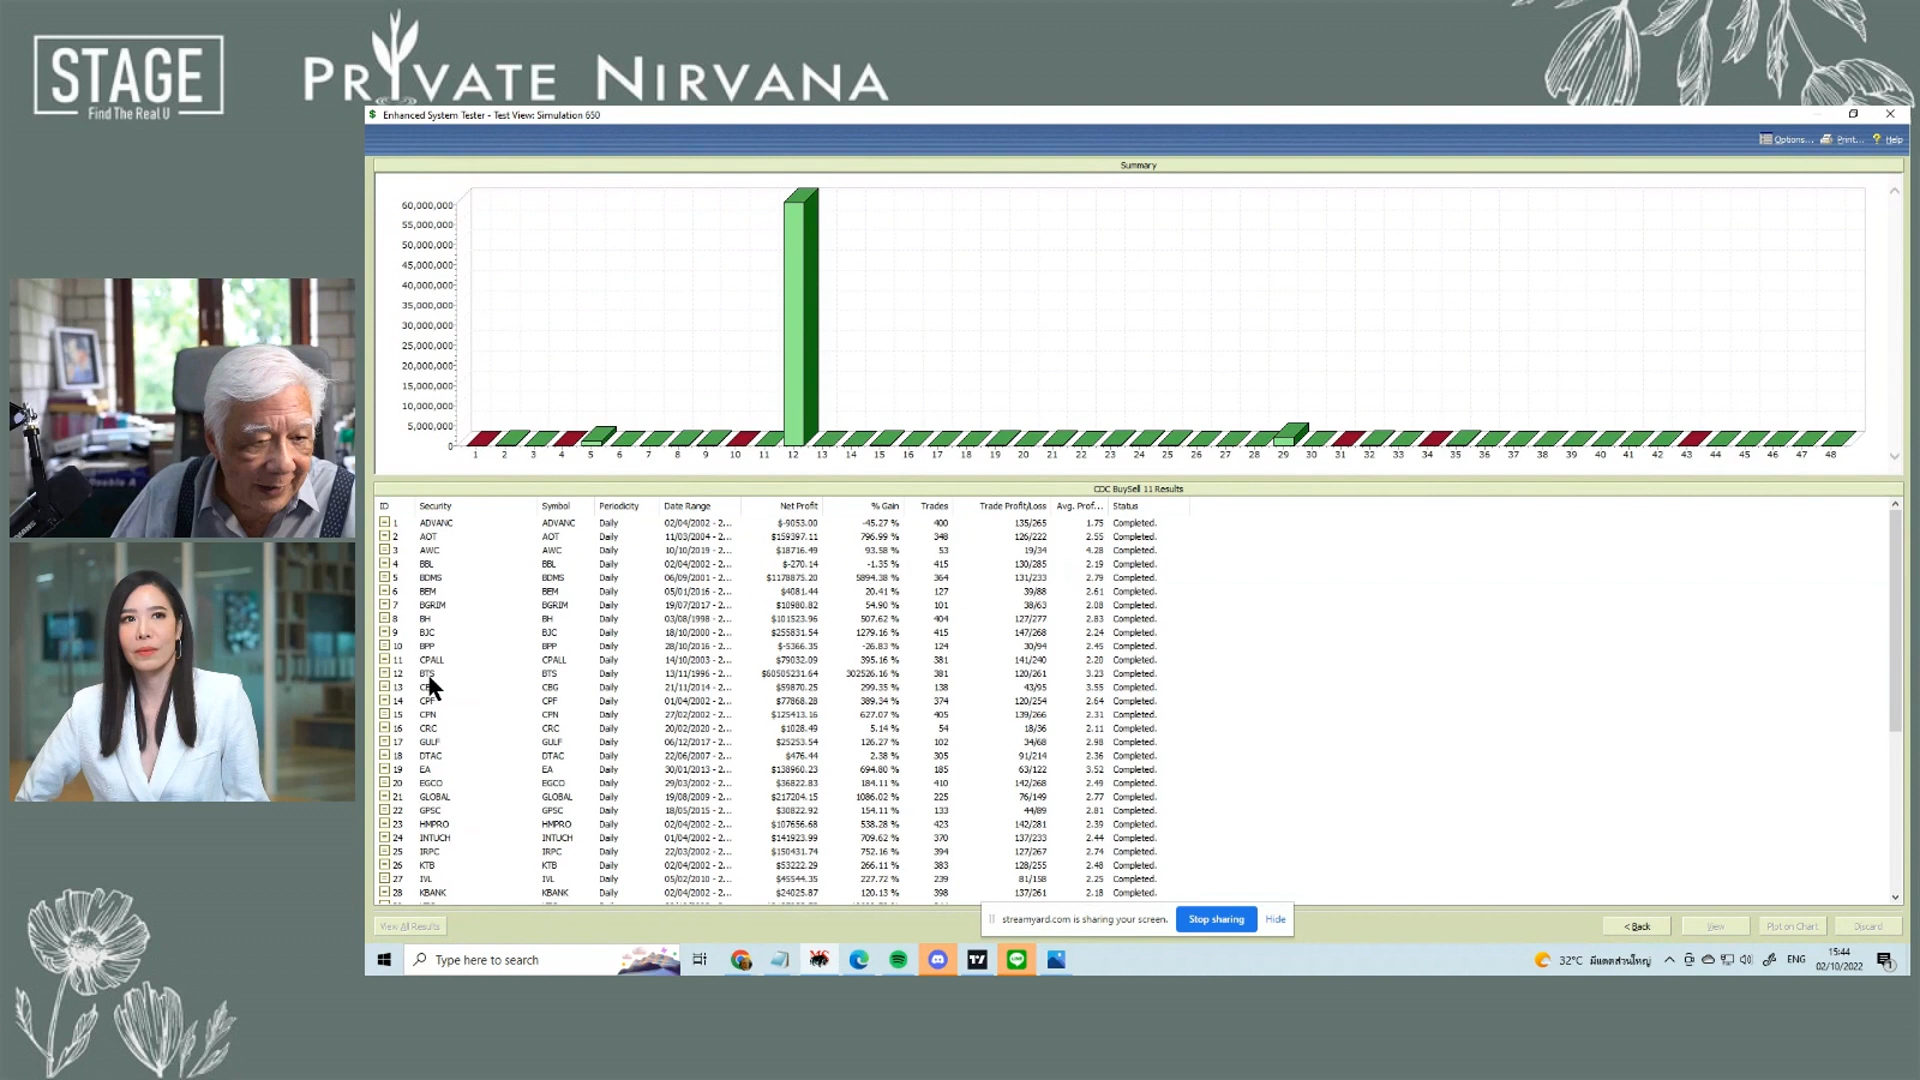 STAGE
Find The Real U
PRIVATE NIRVANA
Enhanced System Tester - Test View: Simulation 650
Options... Print... Help
Summary
60,000,000
55,000,000
50,000,000
45,000,000
40,000,000
35,000,000
30,000,000
25,000,000
20,000,000
15,000,000
10,000,000
5,000,000
0
1 2 3 4 5 6 7 8 9 10 11 12 13 14 15 16 17 18 19 20 21 22 23 24 25 26 27 28 29 30 31 32 33 34 35 36 37 38 39 40 41 42 43 44 45 46 47 48
CDC BuySell 11 Results
ID Security Symbol Periodicity Date Range Net Profit % Gain Trades Trade Profit/Loss Avg. Prof... Status
1 ADVANC ADVANC Daily 02/04/2002 - 2... $-9053.00 -45.27 % 400 135/265 1.75 Completed.
2 AOT AOT Daily 11/03/2004 - 2... $159397.11 796.99 % 348 126/222 2.55 Completed.
3 AWC AWC Daily 10/10/2019 - 2... $18716.49 93.58 % 53 19/34 4.28 Completed.
4 BBL BBL Daily 02/04/2002 - 2... $-270.14 -1.35 % 415 130/285 2.19 Completed.
5 BDMS BDMS Daily 06/09/2001 - 2... $1178875.20 5894.38 % 364 131/233 2.79 Completed.
6 BEM BEM Daily 05/01/2016 - 2... $4081.44 20.41 % 127 39/88 2.61 Completed.
7 BGRIM BGRIM Daily 19/07/2017 - 2... $10980.82 54.90 % 101 38/63 2.08 Completed.
8 BH BH Daily 03/08/1998 - 2... $101523.96 507.62 % 404 127/277 2.83 Completed.
9 BJC BJC Daily 18/10/2000 - 2... $255831.54 1279.16 % 415 147/268 2.24 Completed.
10 BPP BPP Daily 28/10/2016 - 2... $-5366.35 -26.83 % 124 30/94 2.45 Completed.
11 CPALL CPALL Daily 14/10/2003 - 2... $79032.09 395.16 % 381 141/240 2.20 Completed.
12 BTS BTS Daily 13/11/1996 - 2... $60505231.64 302526.16 % 381 120/261 3.23 Completed.
13 CBG CBG Daily 21/11/2014 - 2... $59870.25 299.35 % 138 43/95 3.55 Completed.
14 CPF CPF Daily 01/04/2002 - 2... $77868.28 389.34 % 374 120/254 2.64 Completed.
15 CPN CPN Daily 27/02/2002 - 2... $125413.16 627.07 % 405 139/266 2.31 Completed.
16 CRC CRC Daily 20/02/2020 - 2... $1028.49 5.14 % 54 18/36 2.11 Completed.
17 GULF GULF Daily 06/12/2017 - 2... $25253.54 126.27 % 102 34/68 2.98 Completed.
18 DTAC DTAC Daily 22/06/2007 - 2... $476.44 2.38 % 305 91/214 2.36 Completed.
19 EA EA Daily 30/01/2013 - 2... $138960.23 694.80 % 185 63/122 3.52 Completed.
20 EGCO EGCO Daily 29/03/2002 - 2... $36822.83 184.11 % 410 142/268 2.49 Completed.
21 GLOBAL GLOBAL Daily 19/08/2009 - 2... $217204.15 1086.02 % 225 76/149 2.77 Completed.
22 GPSC GPSC Daily 18/05/2015 - 2... $30822.92 154.11 % 133 44/89 2.81 Completed.
23 HMPRO HMPRO Daily 02/04/2002 - 2... $107656.68 538.28 % 423 142/281 2.39 Completed.
24 INTUCH INTUCH Daily 01/04/2002 - 2... $141923.99 709.62 % 370 137/233 2.44 Completed.
25 IRPC IRPC Daily 22/03/2002 - 2... $150431.74 752.16 % 394 127/267 2.74 Completed.
26 KTB KTB Daily 02/04/2002 - 2... $53222.29 266.11 % 383 128/255 2.48 Completed.
27 IVL IVL Daily 05/02/2010 - 2... $45544.35 227.72 % 239 81/158 2.25 Completed.
28 KBANK KBANK Daily 02/04/2002 - 2... $24025.87 120.13 % 398 137/261 2.18 Completed.
streamyard.com is sharing your screen. Stop sharing Hide
View All Results < Back View Plot on Chart Discard
Type here to search
32°C มีแดดส่วนใหญ่ ENG 15:44
02/10/2022